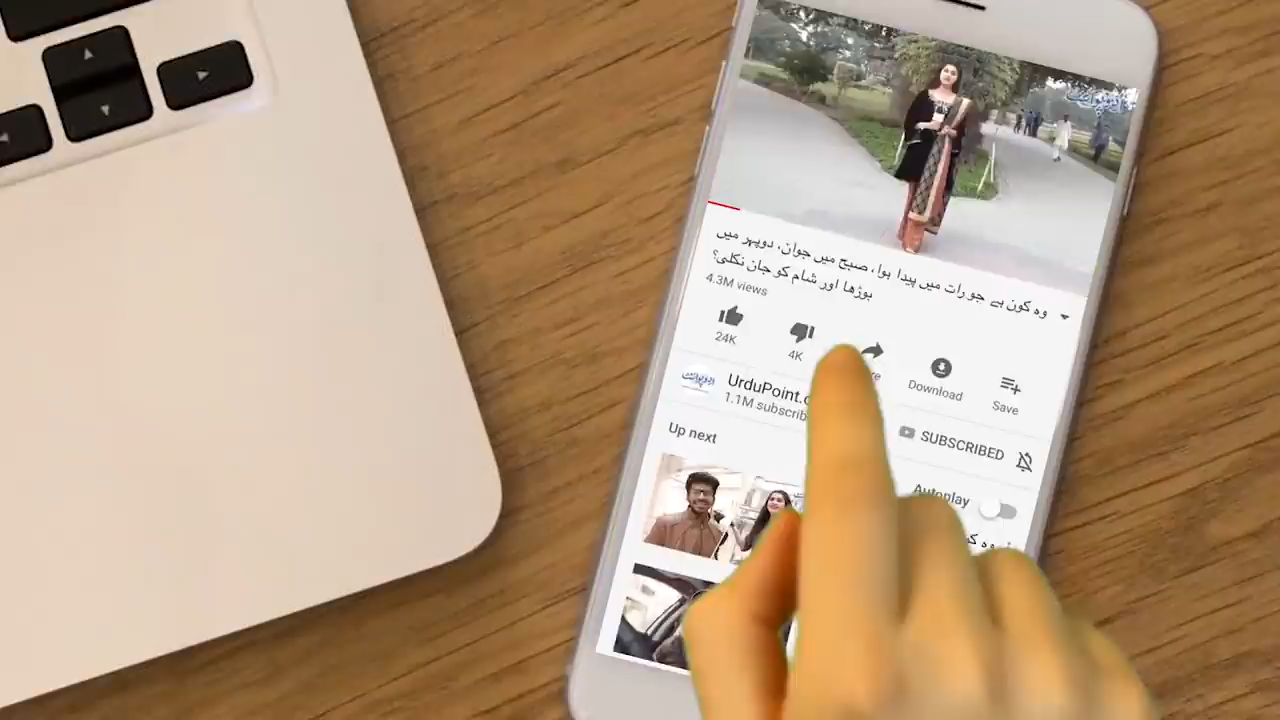 وہ کون ہے جو رات میں پیدا ہوا، صبح میں جوان، دوپہر میں
بوڑھا اور شام کو جان نکلی؟
4.3M views
24K
4K
Download
Save
UrduPoint.c
1.1M subscrib
SUBSCRIBED
Up next
Autoplay